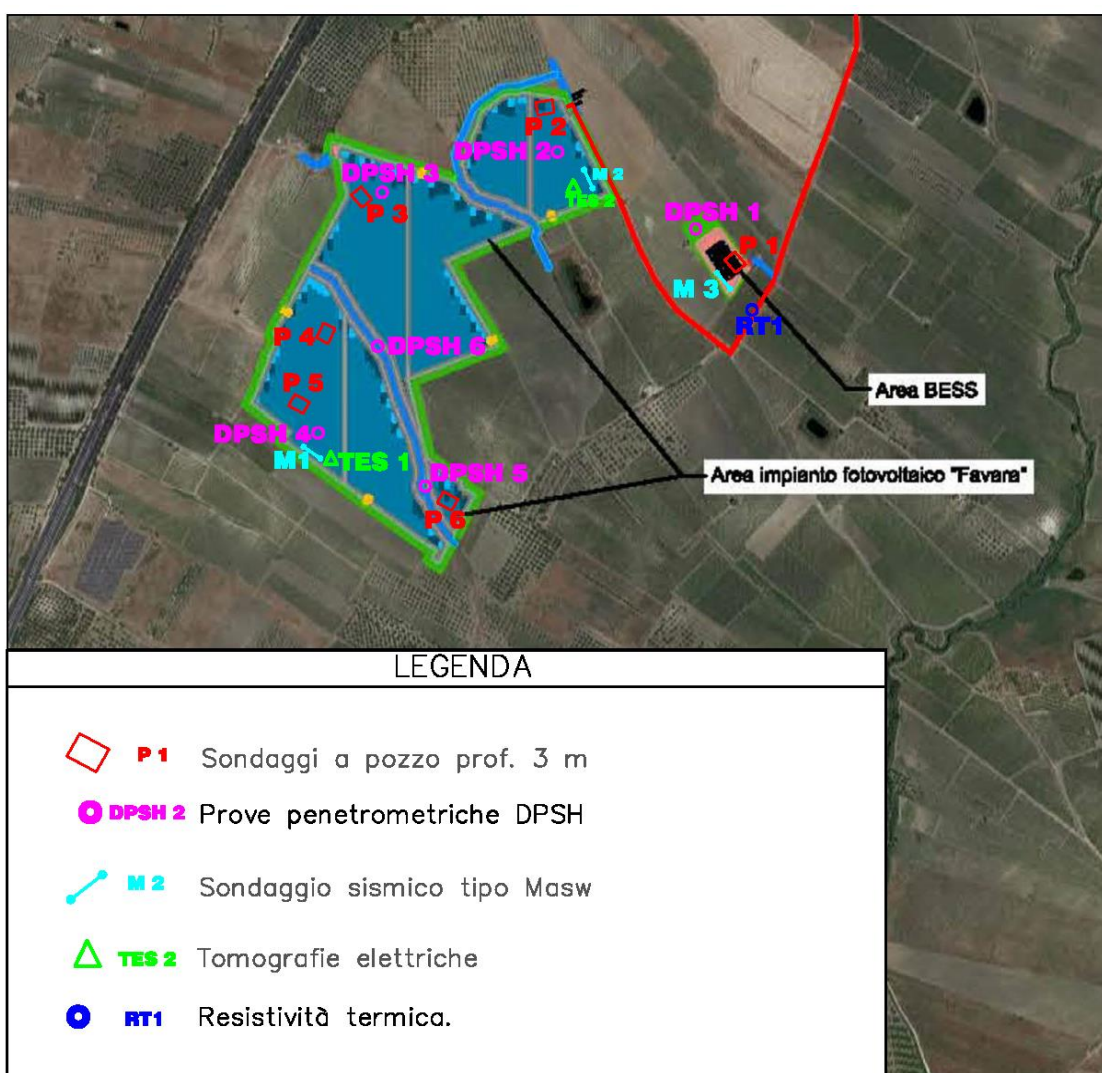 P 2
DPSH 2
M 2
TES 2
DPSH 3
P 3
DPSH 1
P 1
M 3
RT1
P 4
DPSH 6
P 5
DPSH 4
M1
TES 1
DPSH 5
P 6
Area BESS
Area impianto fotovoltaico "Favara"
LEGENDA
P 1 Sondaggi a pozzo prof. 3 m
DPSH 2 Prove penetrometriche DPSH
M 2 Sondaggio sismico tipo Masw
TES 2 Tomografie elettriche
RT1 Resistività termica.